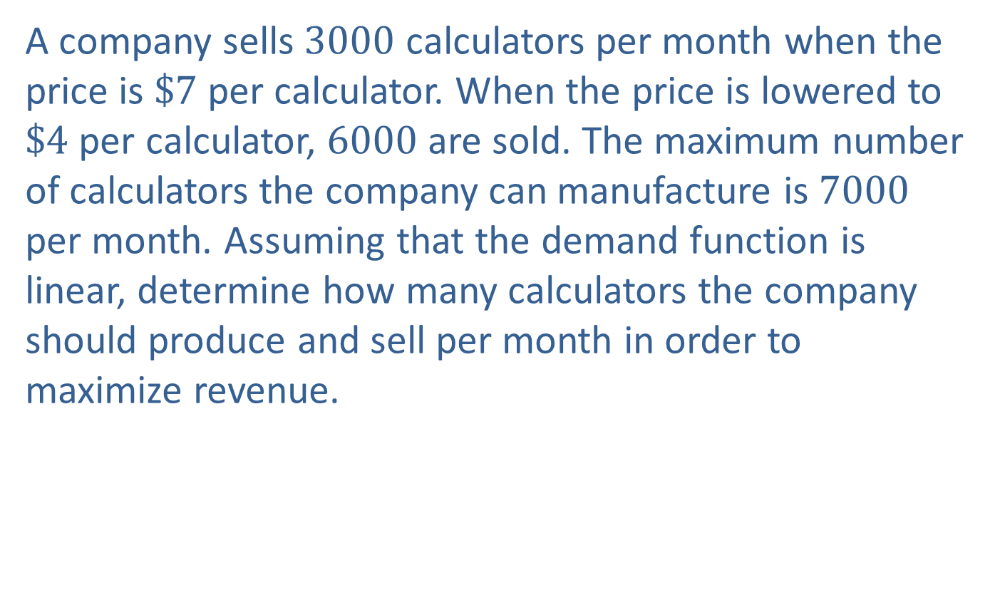 A company sells 3000 calculators per month when the
price is $7 per calculator. When the price is lowered to
$4 per calculator, 6000 are sold. The maximum number
of calculators the company can manufacture is 7000
per month. Assuming that the demand function is
linear, determine how many calculators the company
should produce and sell per month in order to
maximize revenue.